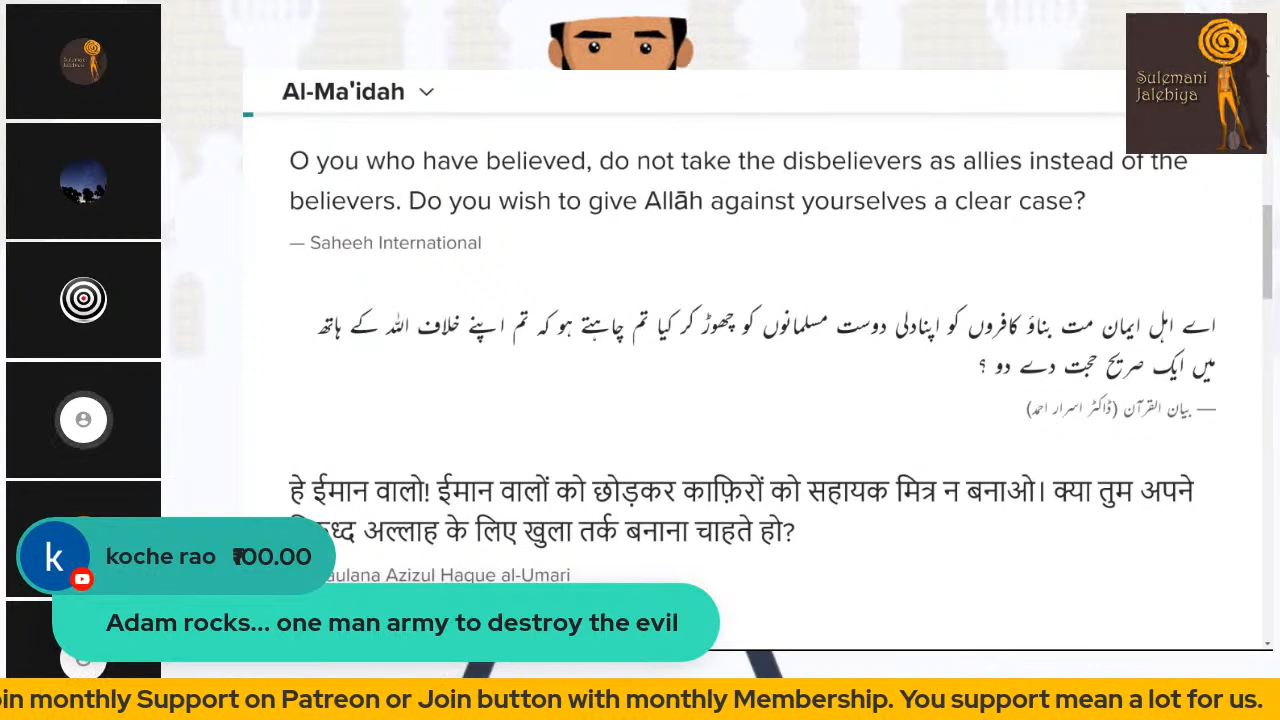 Sulemani
Jalebiya
Al-Ma'idah
O you who have believed, do not take the disbelievers as allies instead of the
believers. Do you wish to give Allāh against yourselves a clear case?
— Saheeh International
اے اہل ایمان مت بناؤ کافروں کو اپنادلی دوست مسلمانوں کو چھوڑ کر کیا تم چاہتے ہو کہ تم اپنے خلاف اللہ کے ہاتھ
میں ایک صریح حجت دے دو ؟
— بیان القرآن (ڈاکٹر اسرار احمد)
हे ईमान वालो! ईमान वालों को छोड़कर काफ़िरों को सहायक मित्र न बनाओ। क्या तुम अपने
अल्लाह के लिए खुला तर्क बनाना चाहते हो?
Azizul Haque al-Umari
k
koche rao ₹100.00
Adam rocks... one man army to destroy the evil
monthly Support on Patreon or Join button with monthly Membership. You support mean a lot for us.